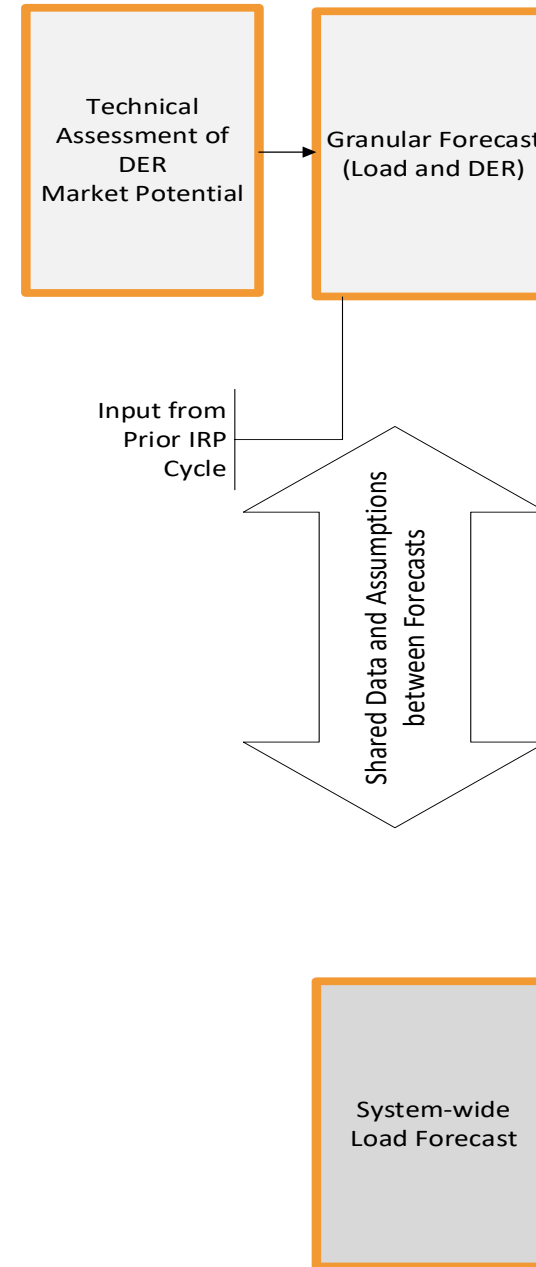 Technical
Assessment of
DER
Market Potential
Granular Forecast
(Load and DER)
Input from
Prior IRP
Cycle
Shared Data and Assumptions
between Forecasts
System-wide
Load Forecast